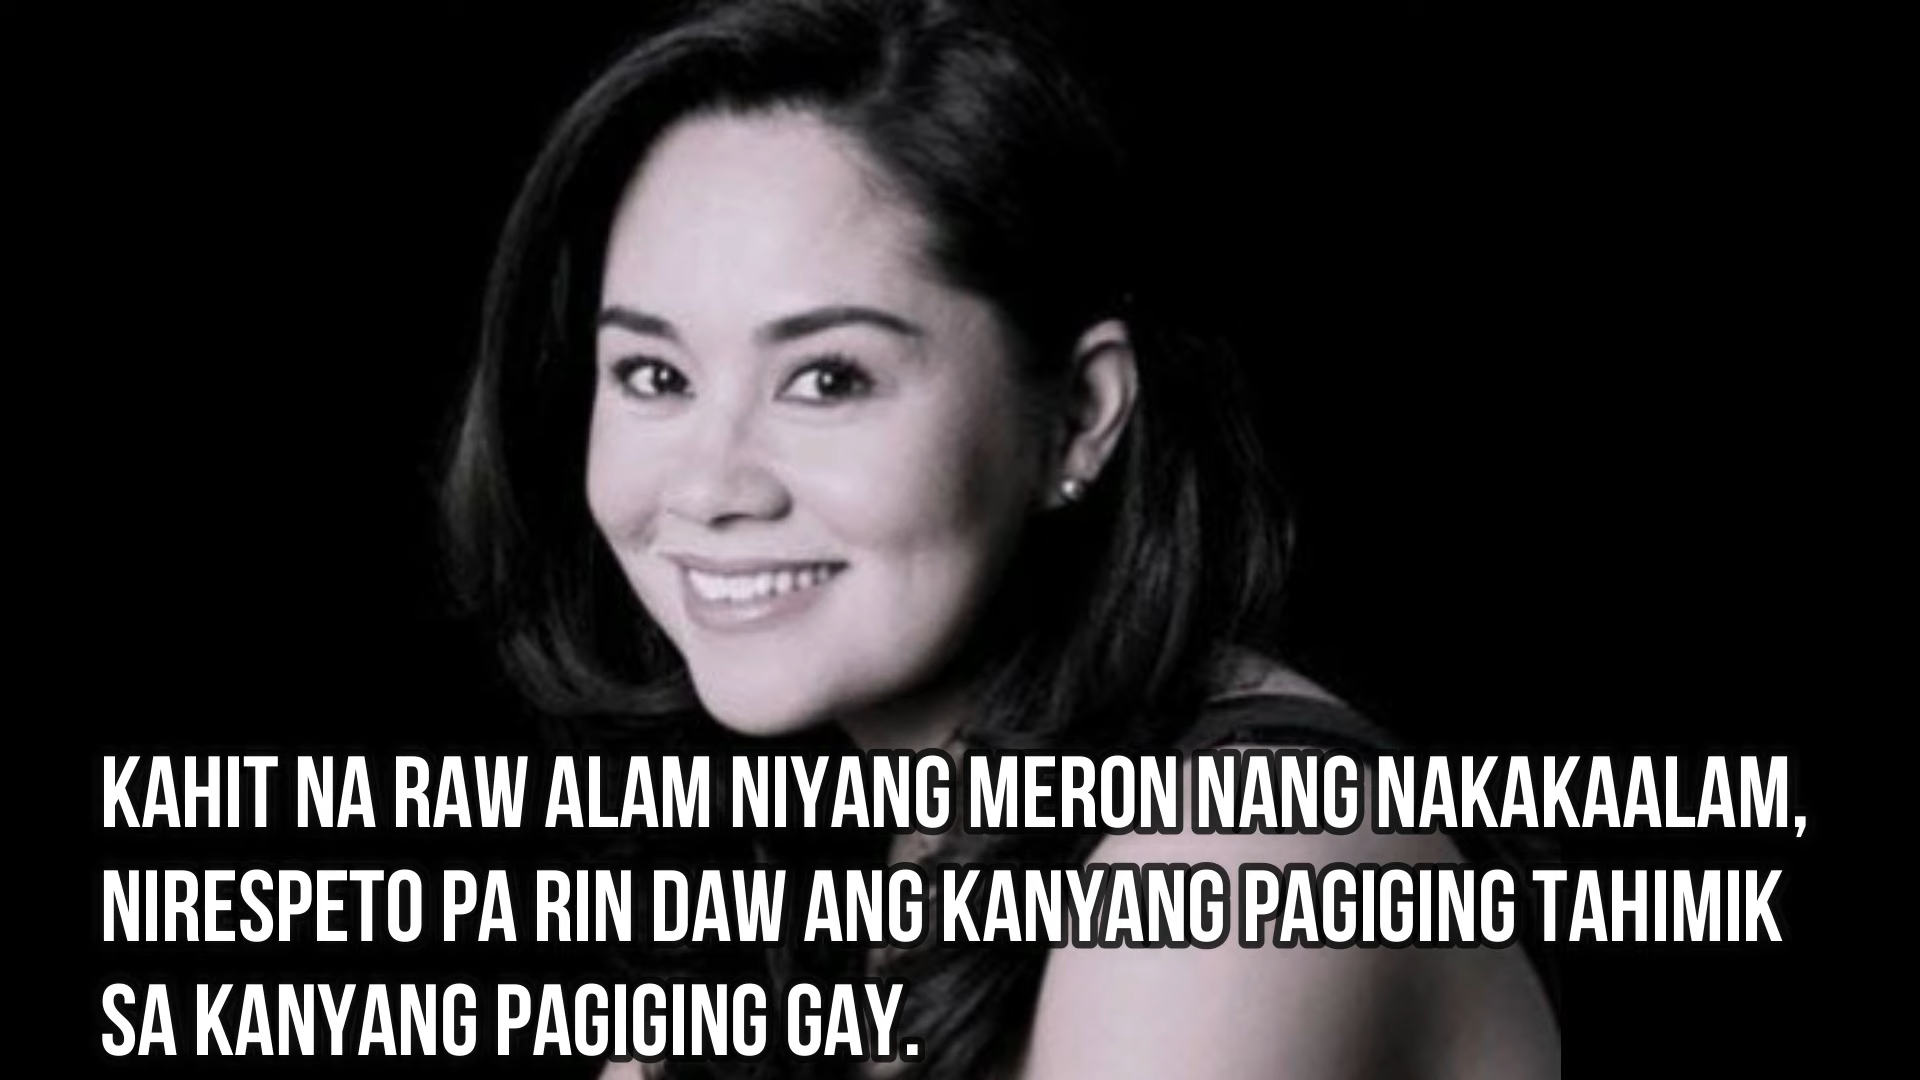 KAHIT NA RAW ALAM NIYANG MERON NANG NAKAKAALAM,
NIRESPETO PA RIN DAW ANG KANYANG PAGIGING TAHIMIK
SA KANYANG PAGIGING GAY.